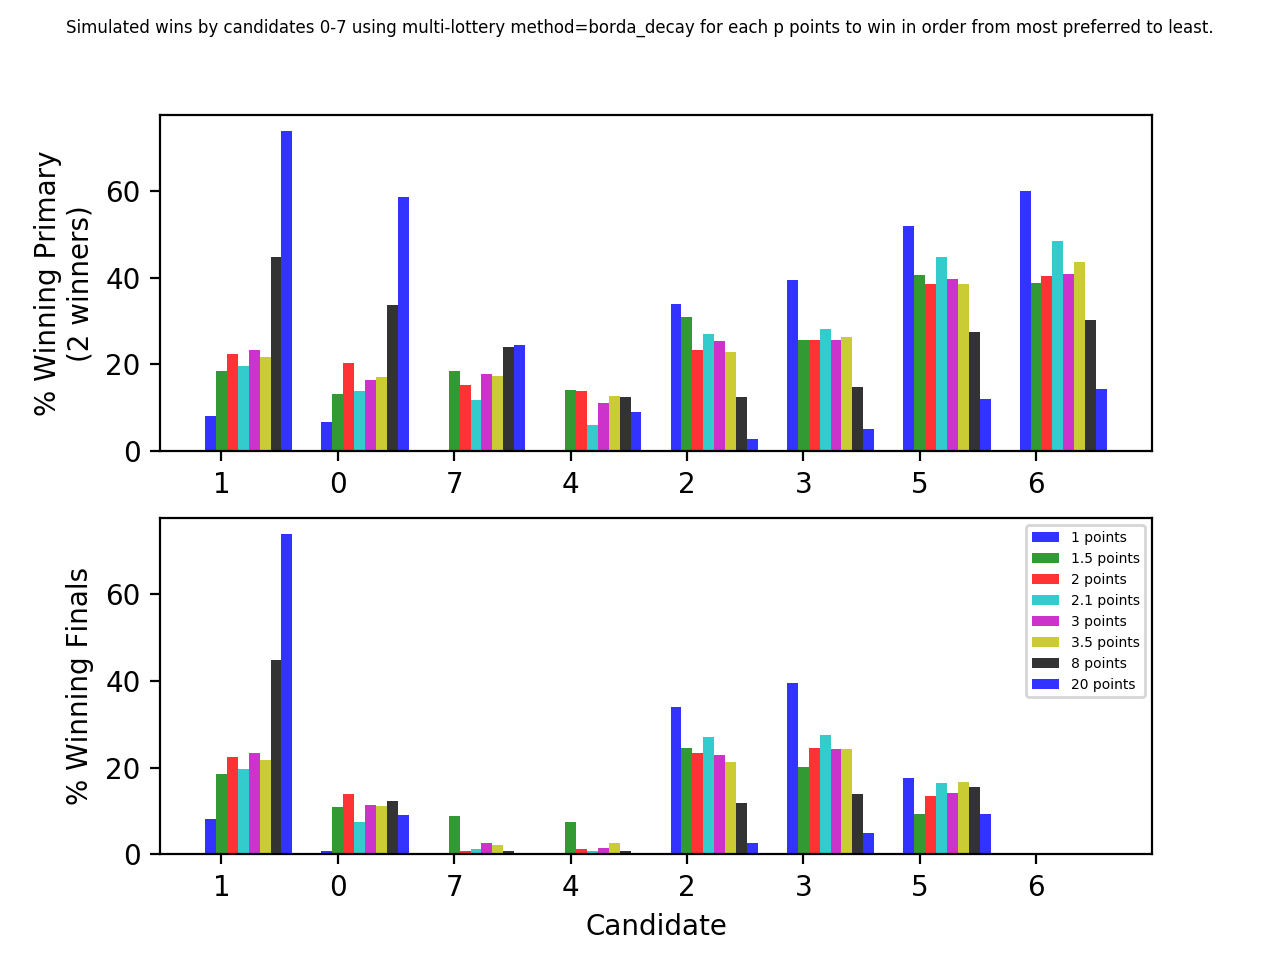 Simulated wins by candidates 0-7 using multi-lottery method=borda_decay for each p points to win in order from most preferred to least.
% Winning Primary
(2 winners)
60
40
20
0
1 0 7 4 2 3 5 6
% Winning Finals
60
40
20
0
1 points
1.5 points
2 points
2.1 points
3 points
3.5 points
8 points
20 points
1 0 7 4 2 3 5 6
Candidate